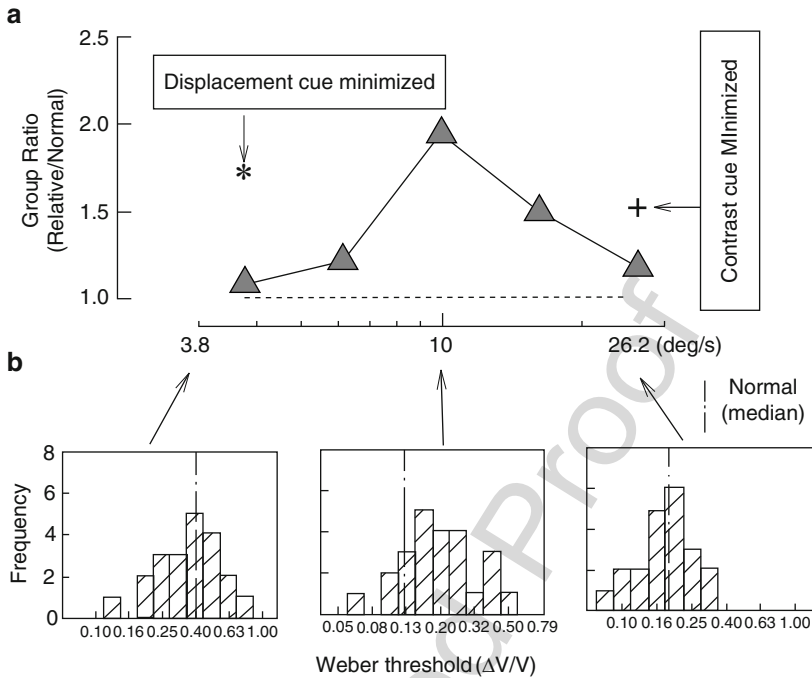 a
2.5
2.0
1.5
1.0
Group Ratio
(Relative/Normal)
Displacement cue minimized
*
+
Contrast cue MInimized
3.8
10
26.2 (deg/s)
b
Normal
(median)
Frequency
8
6
4
2
0
0.10 0.16 0.25 0.40 0.63 1.00
0.05 0.08 0.13 0.20 0.32 0.50 0.79
0.10 0.16 0.25 0.40 0.63 1.00
Weber threshold (ΔV/V)
d Proof